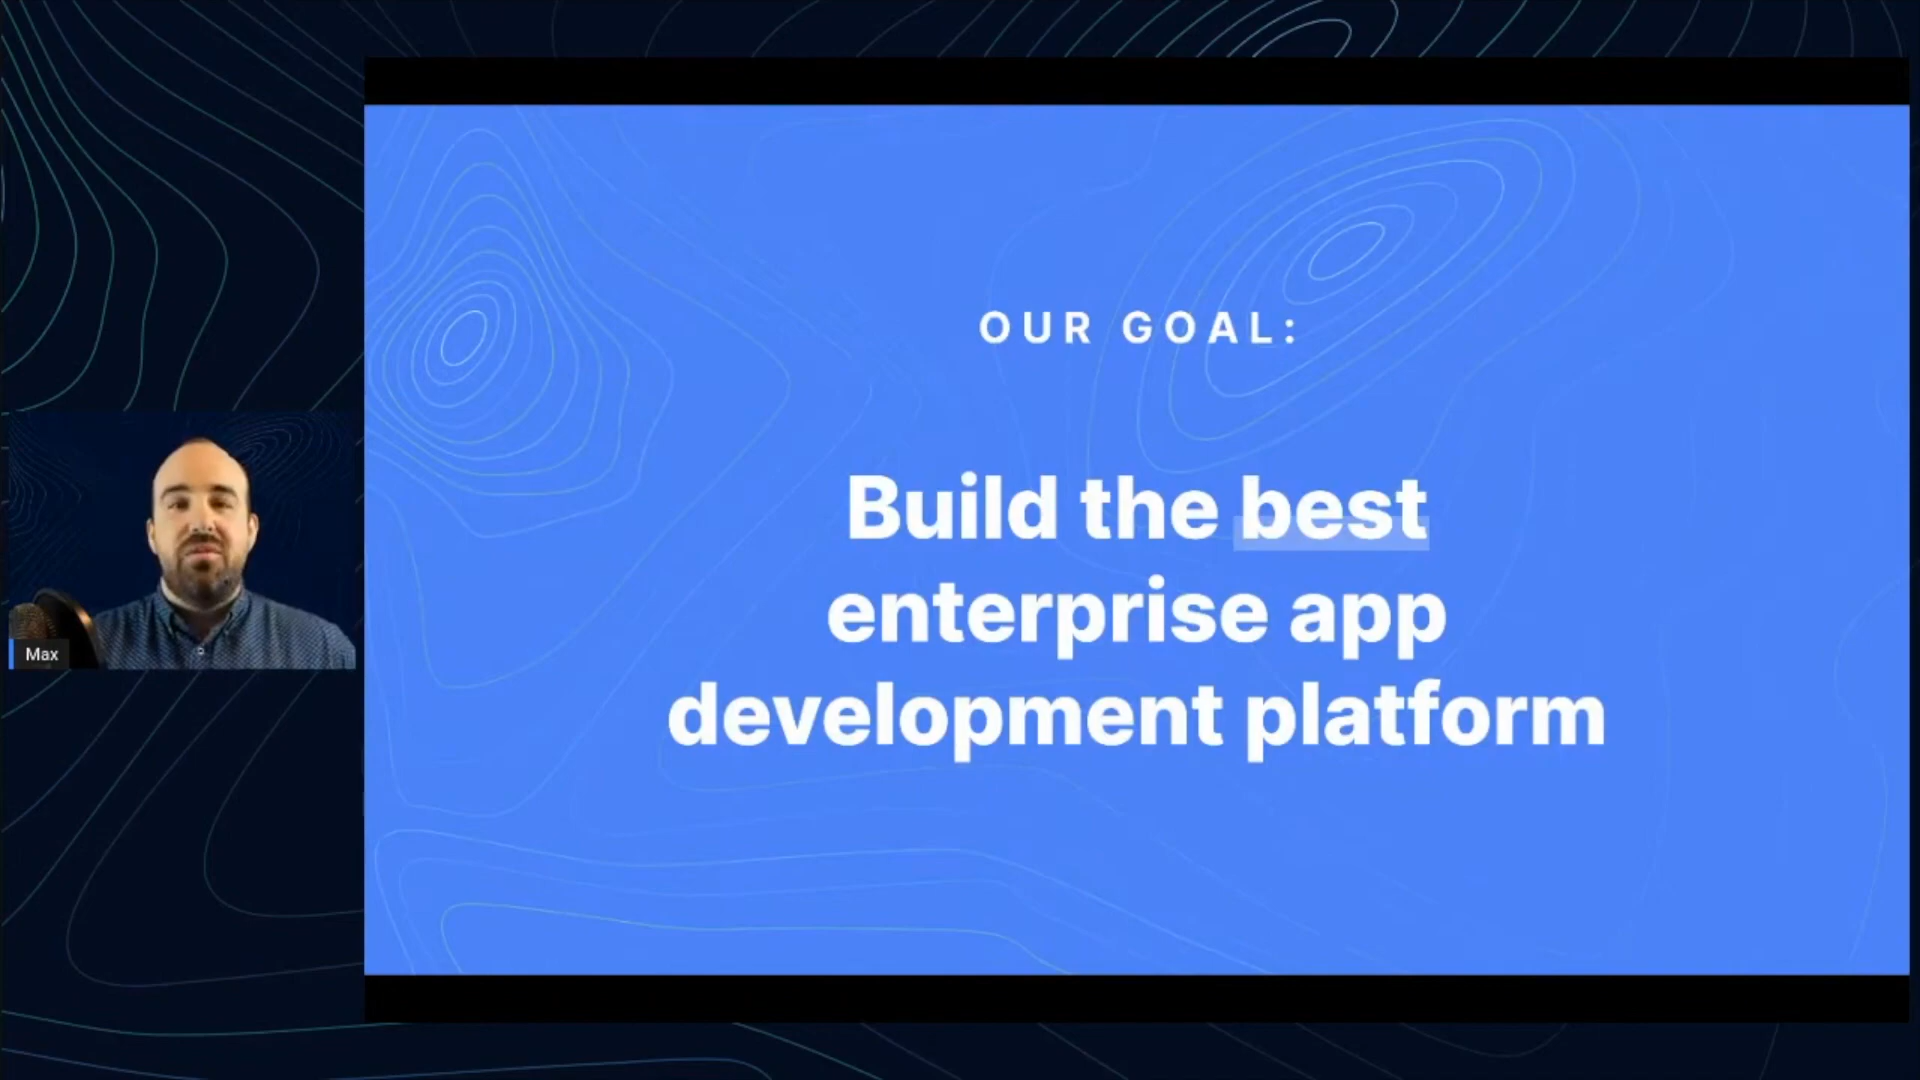 OUR GOAL:
Build the best
enterprise app
development platform
Max